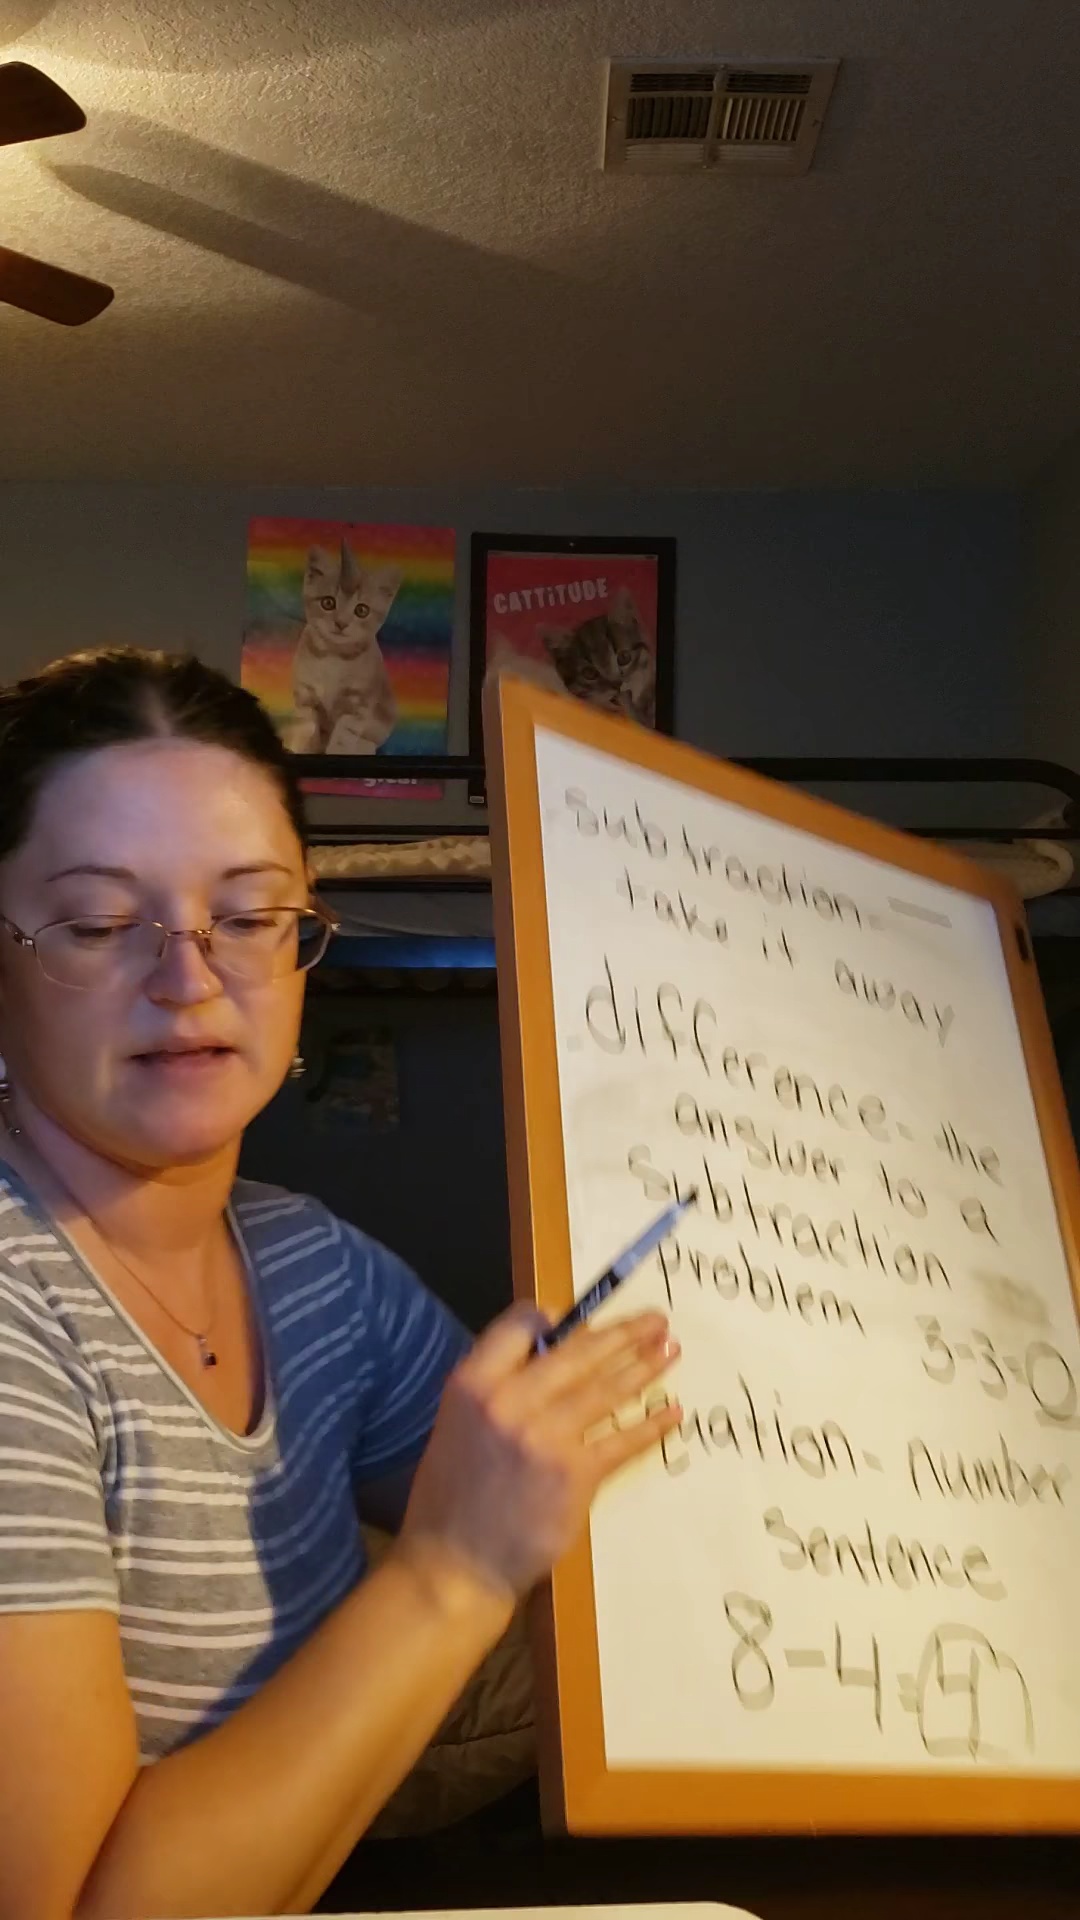 CATTiTUDE
subtraction- —
take it away
difference- the
answer to a
subtraction
problem 3-3=0
equation- number
sentence
8-4=4